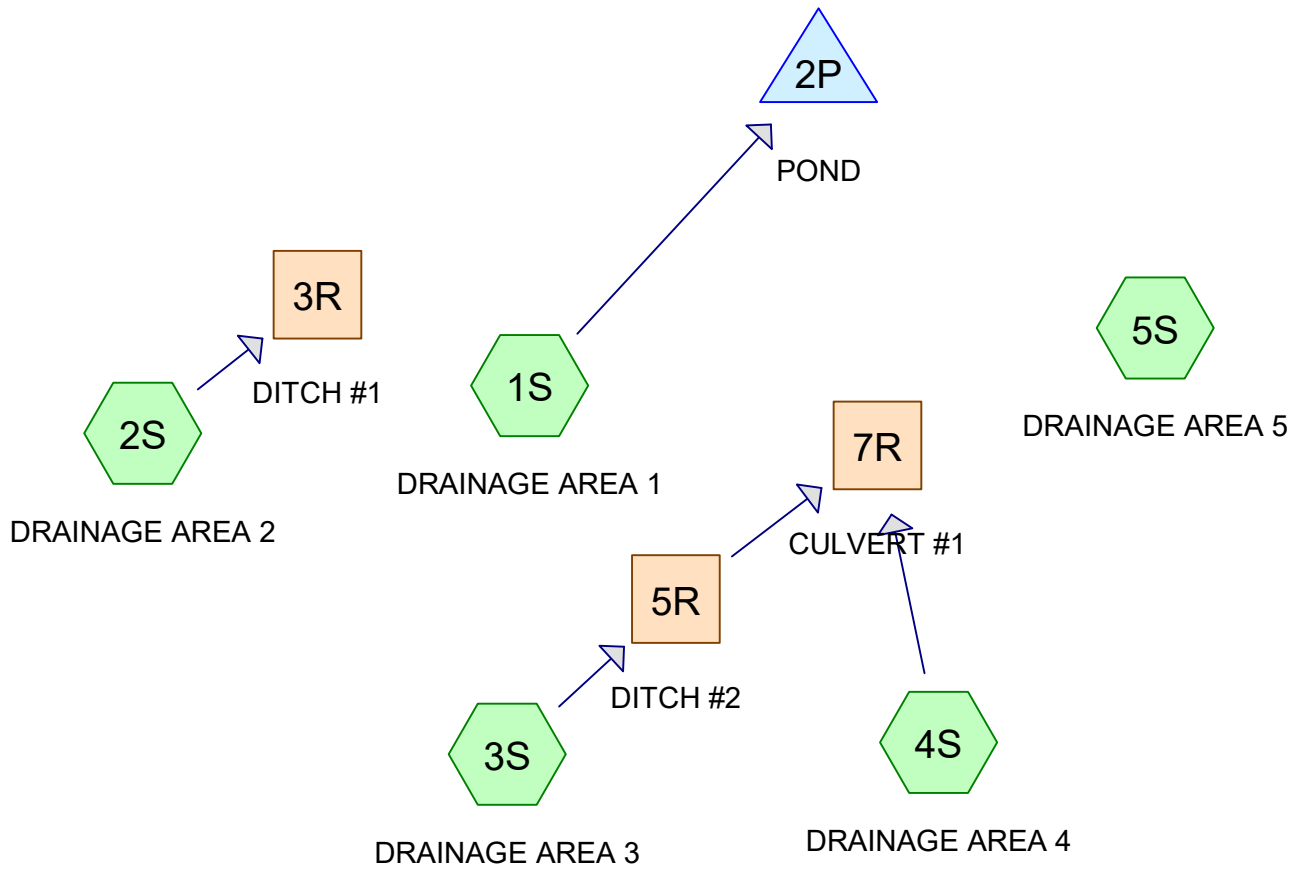 2P
POND
3R
DITCH #1
5S
DRAINAGE AREA 5
1S
DRAINAGE AREA 1
2S
DRAINAGE AREA 2
7R
CULVERT #1
5R
DITCH #2
3S
DRAINAGE AREA 3
4S
DRAINAGE AREA 4